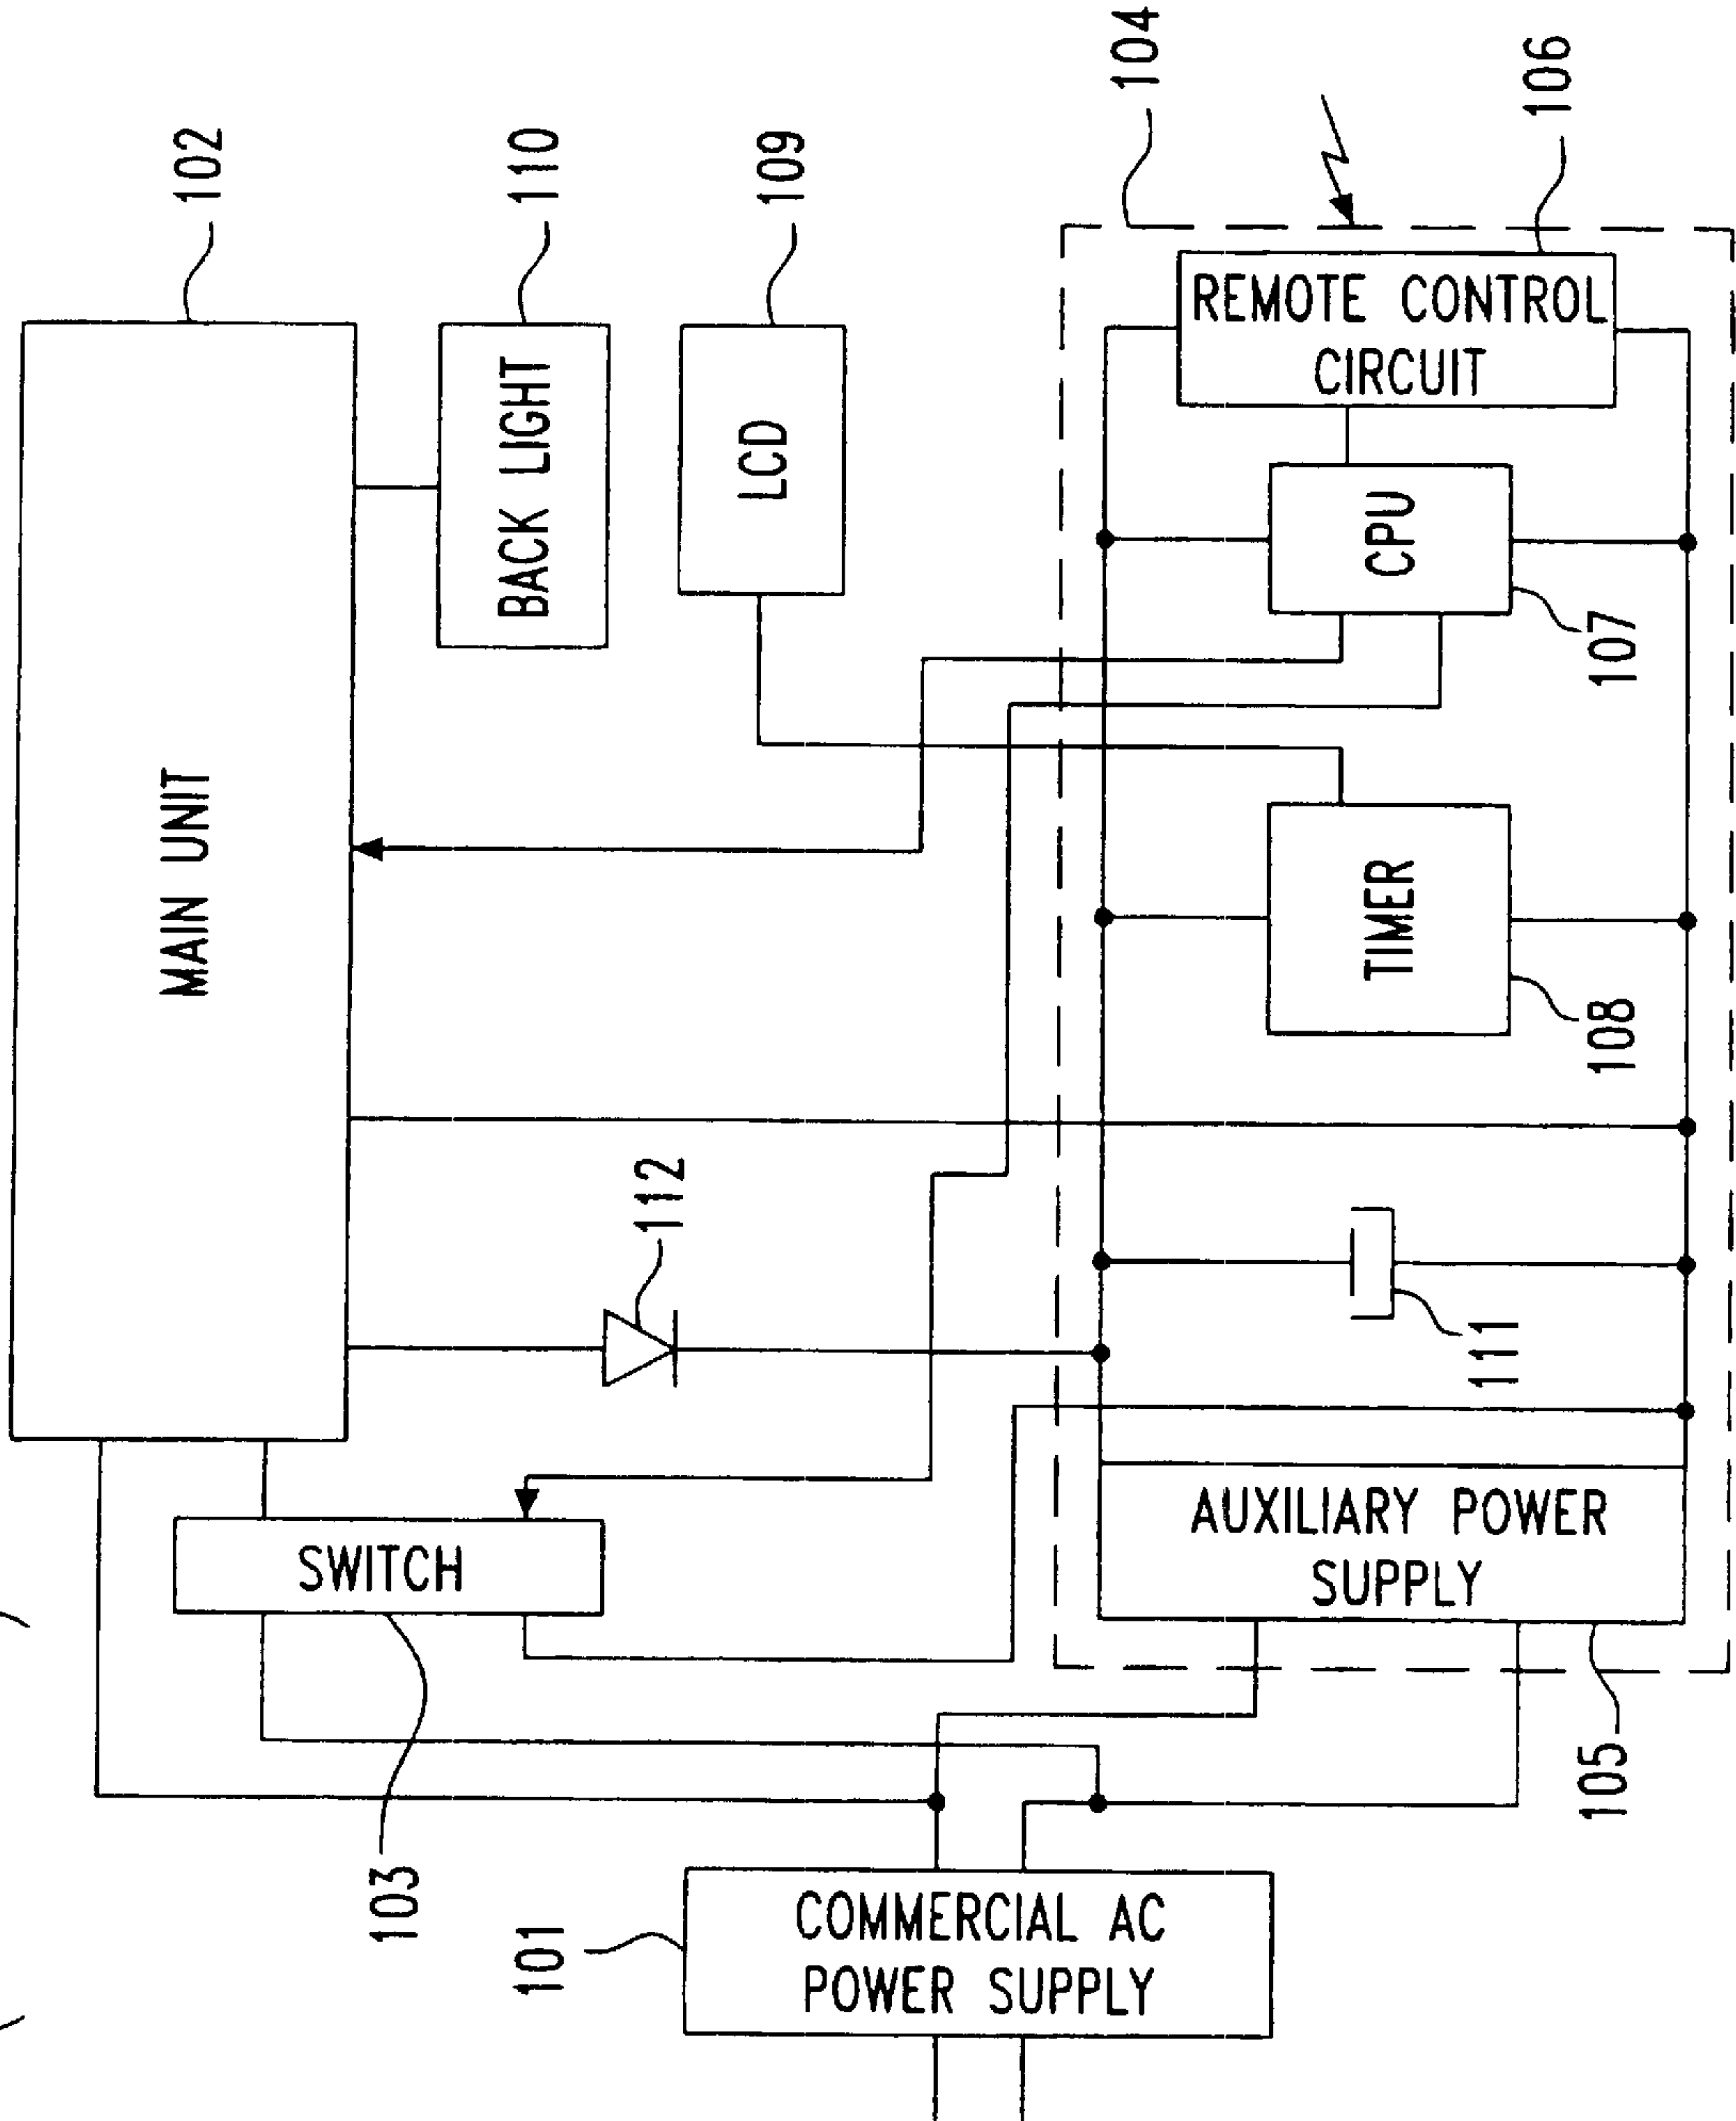 102
MAIN UNIT
110
BACK LIGHT
109
LCD
112
SWITCH
103
104
106
REMOTE CONTROL
CIRCUIT
CPU
107
TIMER
108
111
AUXILIARY POWER
SUPPLY
105
101
COMMERCIAL AC
POWER SUPPLY